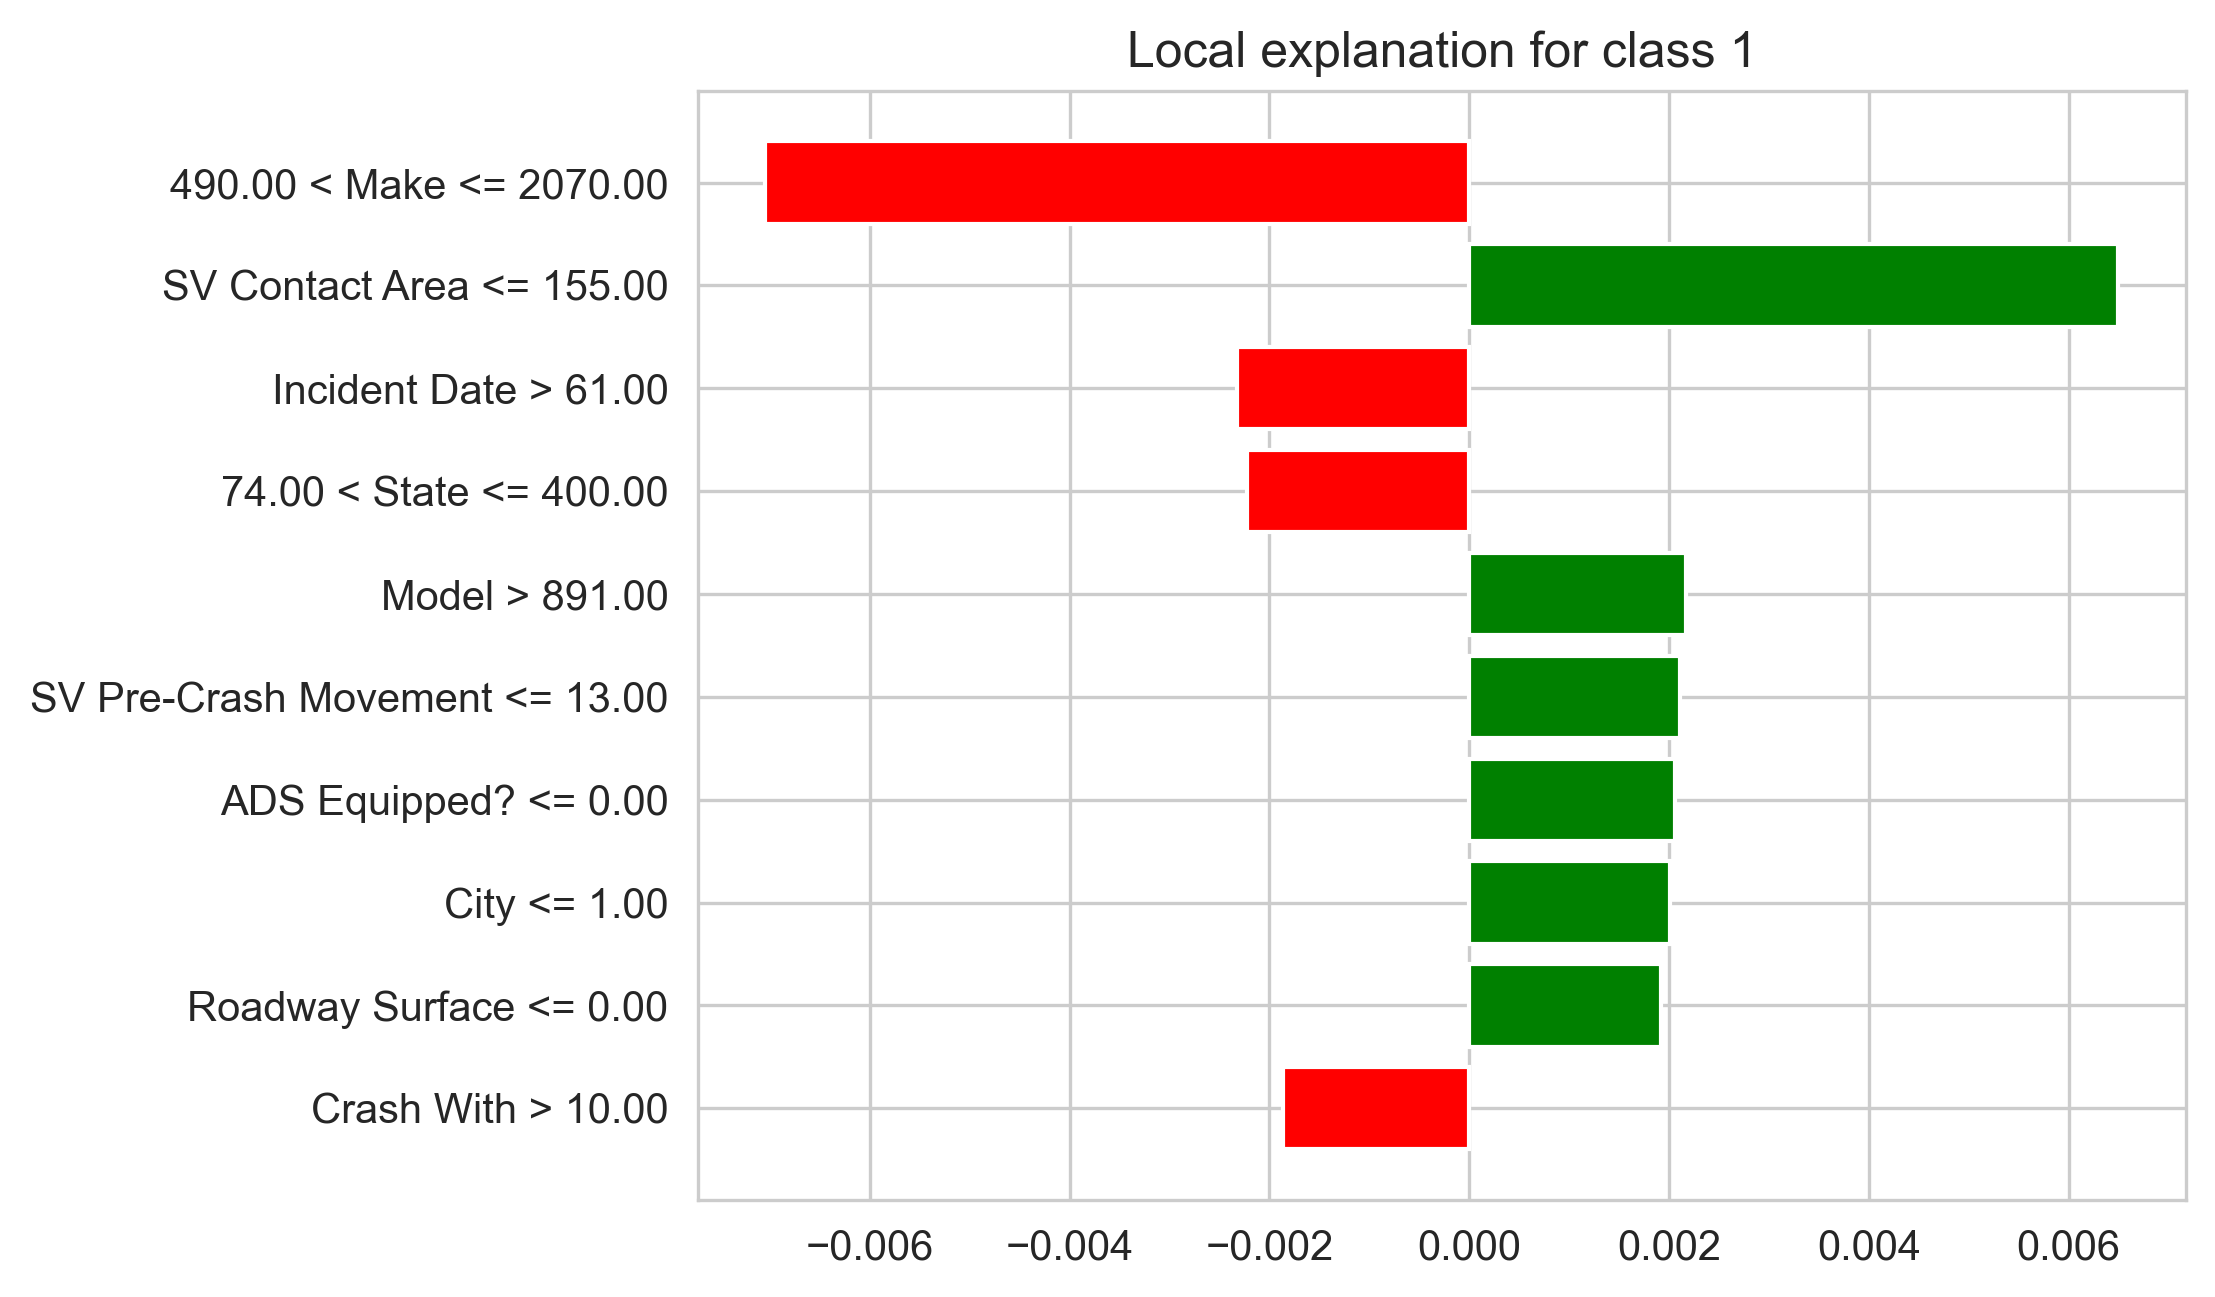 Local explanation for class 1
490.00 < Make <= 2070.00
SV Contact Area <= 155.00
Incident Date > 61.00
74.00 < State <= 400.00
Model > 891.00
SV Pre-Crash Movement <= 13.00
ADS Equipped? <= 0.00
City <= 1.00
Roadway Surface <= 0.00
Crash With > 10.00
−0.006 −0.004 −0.002 0.000 0.002 0.004 0.006